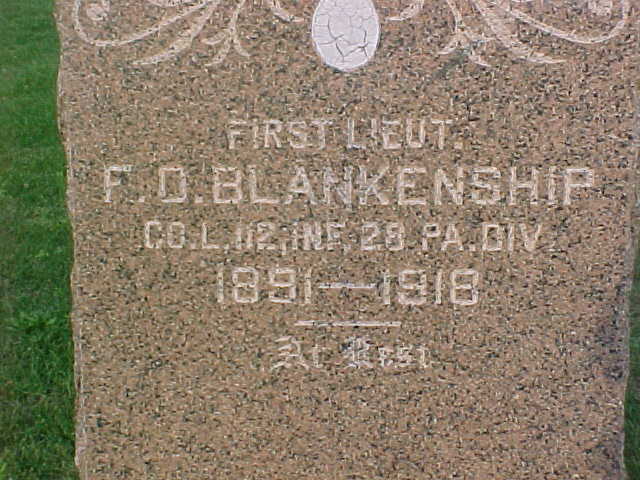 FIRST LIEUT.
F. D. BLANKENSHIP
CO. L, 112, INF, 28 PA. DIV.
1891—1918
At Rest